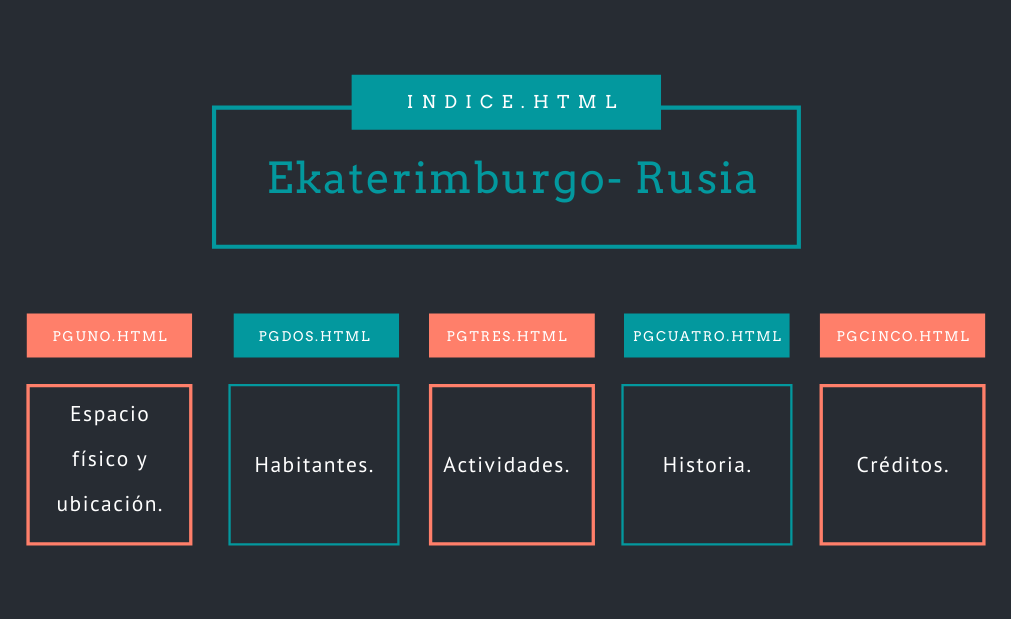 INDICE.HTML
Ekaterimburgo- Rusia
PGUNO.HTML
PGDOS.HTML
PGTRES.HTML
PGCUATRO.HTML
PGCINCO.HTML
Espacio
físico y
ubicación.
Habitantes.
Actividades.
Historia.
Créditos.